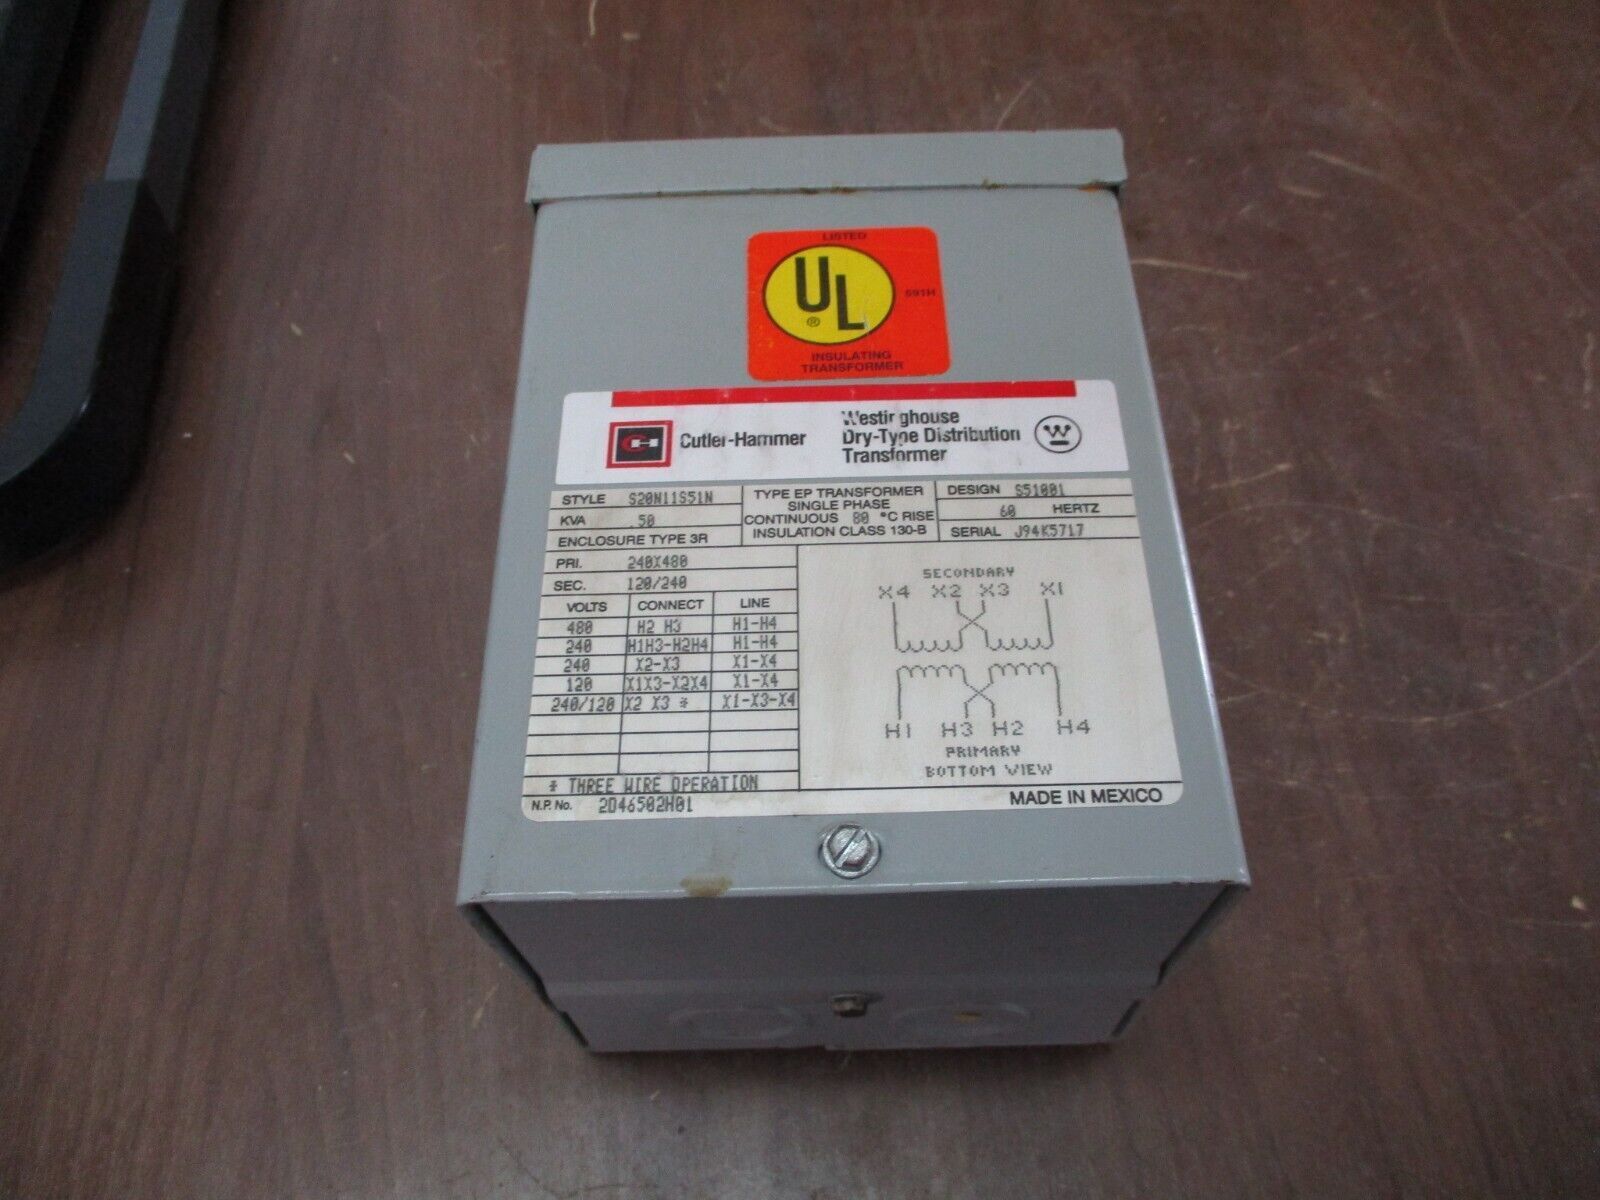 LISTED
UL
®
691H
INSULATING
TRANSFORMER
CH Cutler-Hammer
Westinghouse
Dry-Type Distribution
Transformer
W
STYLE S20N11S51N
KVA .50
ENCLOSURE TYPE 3R
TYPE EP TRANSFORMER
SINGLE PHASE
CONTINUOUS 80 °C RISE
INSULATION CLASS 130-B
DESIGN S51001
60 HERTZ
SERIAL J94K5717
PRI. 240X480
SEC. 120/240
VOLTS CONNECT LINE
480 H2 H3 H1-H4
240 H1H3-H2H4 H1-H4
240 X2-X3 X1-X4
120 X1X3-X2X4 X1-X4
240/120 X2 X3 * X1-X3-X4
* THREE WIRE OPERATION
SECONDARY
X4 X2 X3 X1
H1 H3 H2 H4
PRIMARY
BOTTOM VIEW
N.P. No. 2D46502H01
MADE IN MEXICO